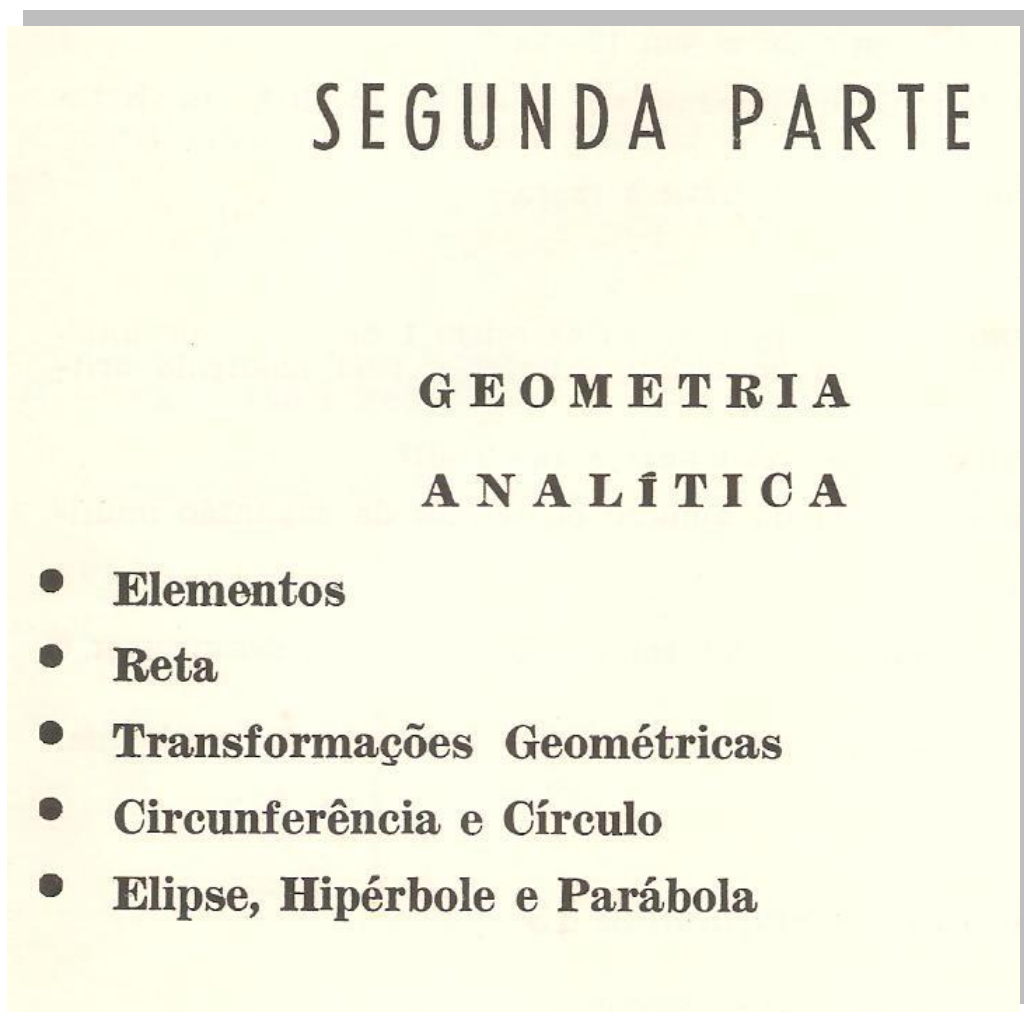 SEGUNDA PARTE
GEOMETRIA
ANALÍTICA
• Elementos
• Reta
• Transformações Geométricas
• Circunferência e Círculo
• Elipse, Hipérbole e Parábola